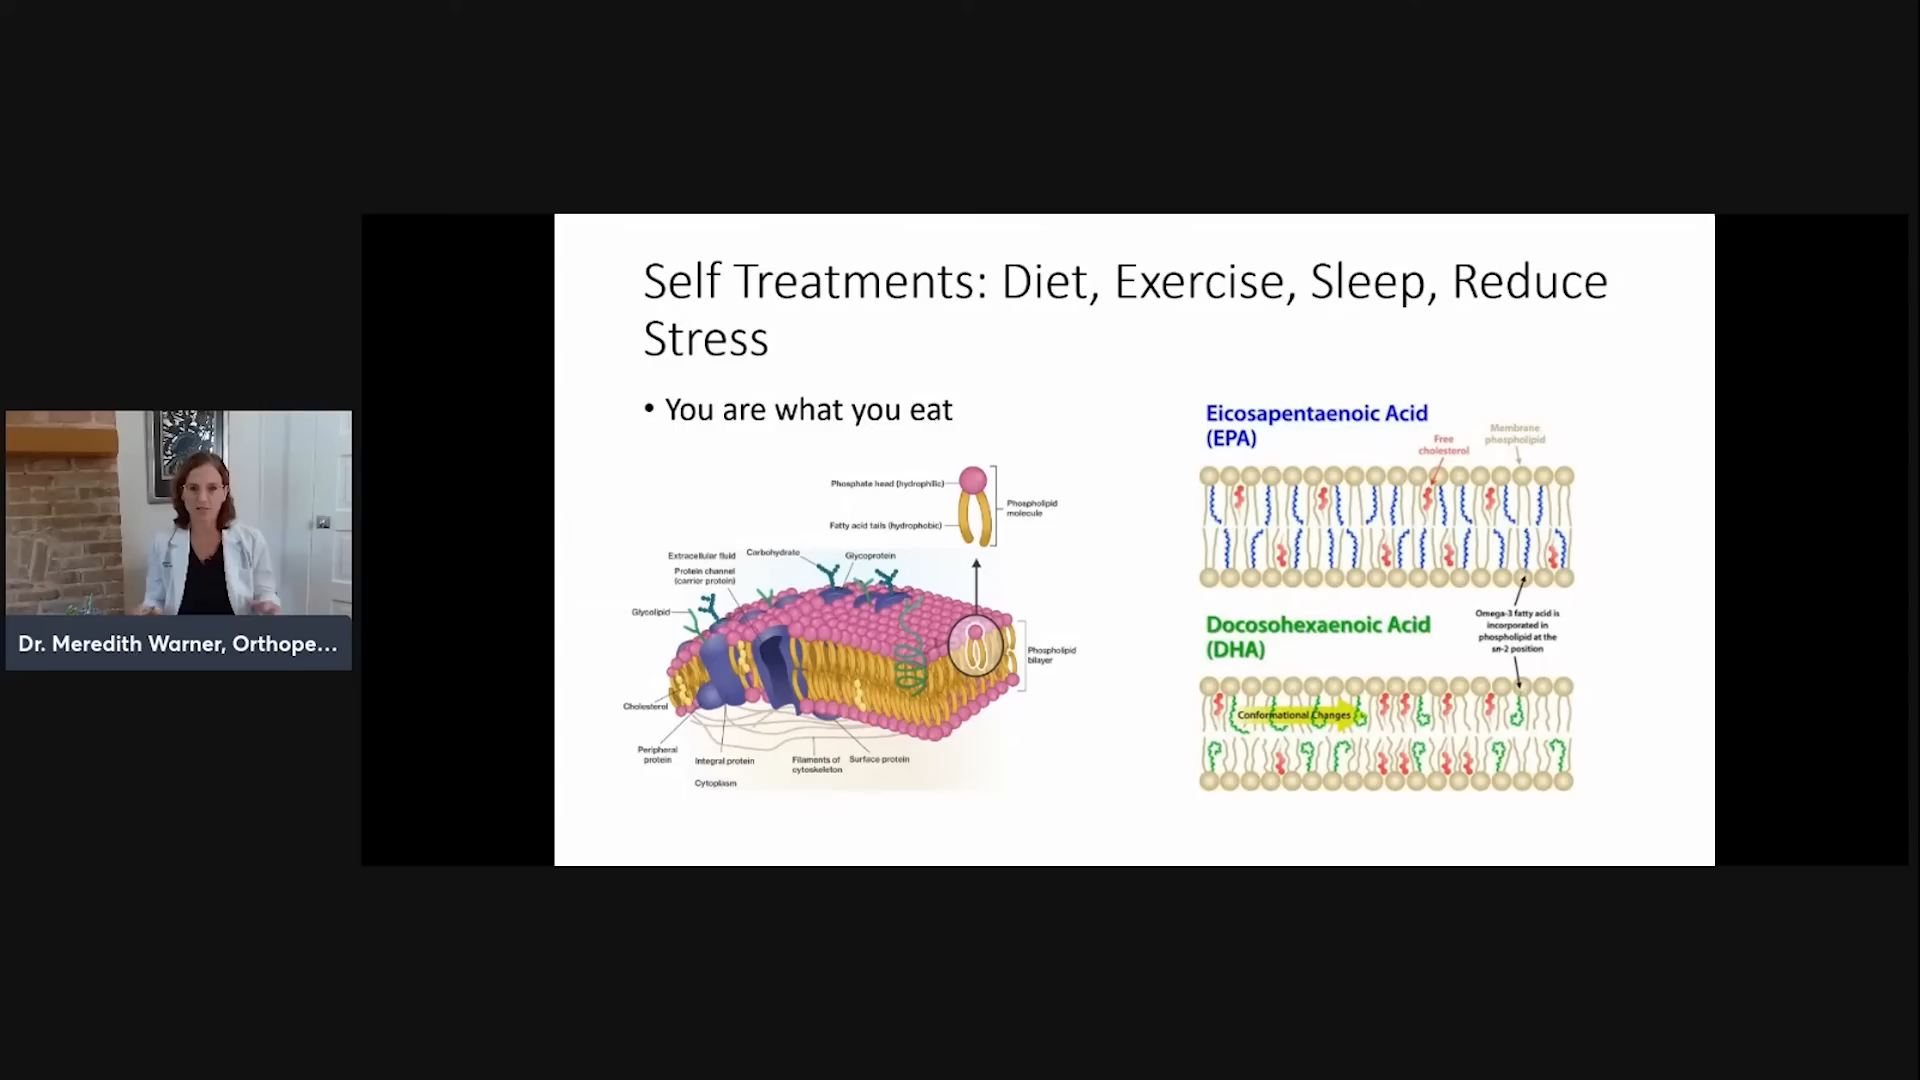 Self Treatments: Diet, Exercise, Sleep, Reduce
Stress
• You are what you eat
Phosphate head (hydrophilic)
Phospholipid
molecule
Fatty acid tails (hydrophobic)
Extracellular fluid
Carbohydrate
Glycoprotein
Protein channel
(carrier protein)
Glycolipid
Phospholipid
bilayer
Cholesterol
Peripheral
protein
Integral protein
Filaments of
cytoskeleton
Surface protein
Cytoplasm
Eicosapentaenoic Acid
(EPA)
Free
cholesterol
Membrane
phospholipid
Omega-3 fatty acid is
incorporated in
phospholipid at the
sn-2 position
Docosohexaenoic Acid
(DHA)
Conformational Changes
Dr. Meredith Warner, Orthope...